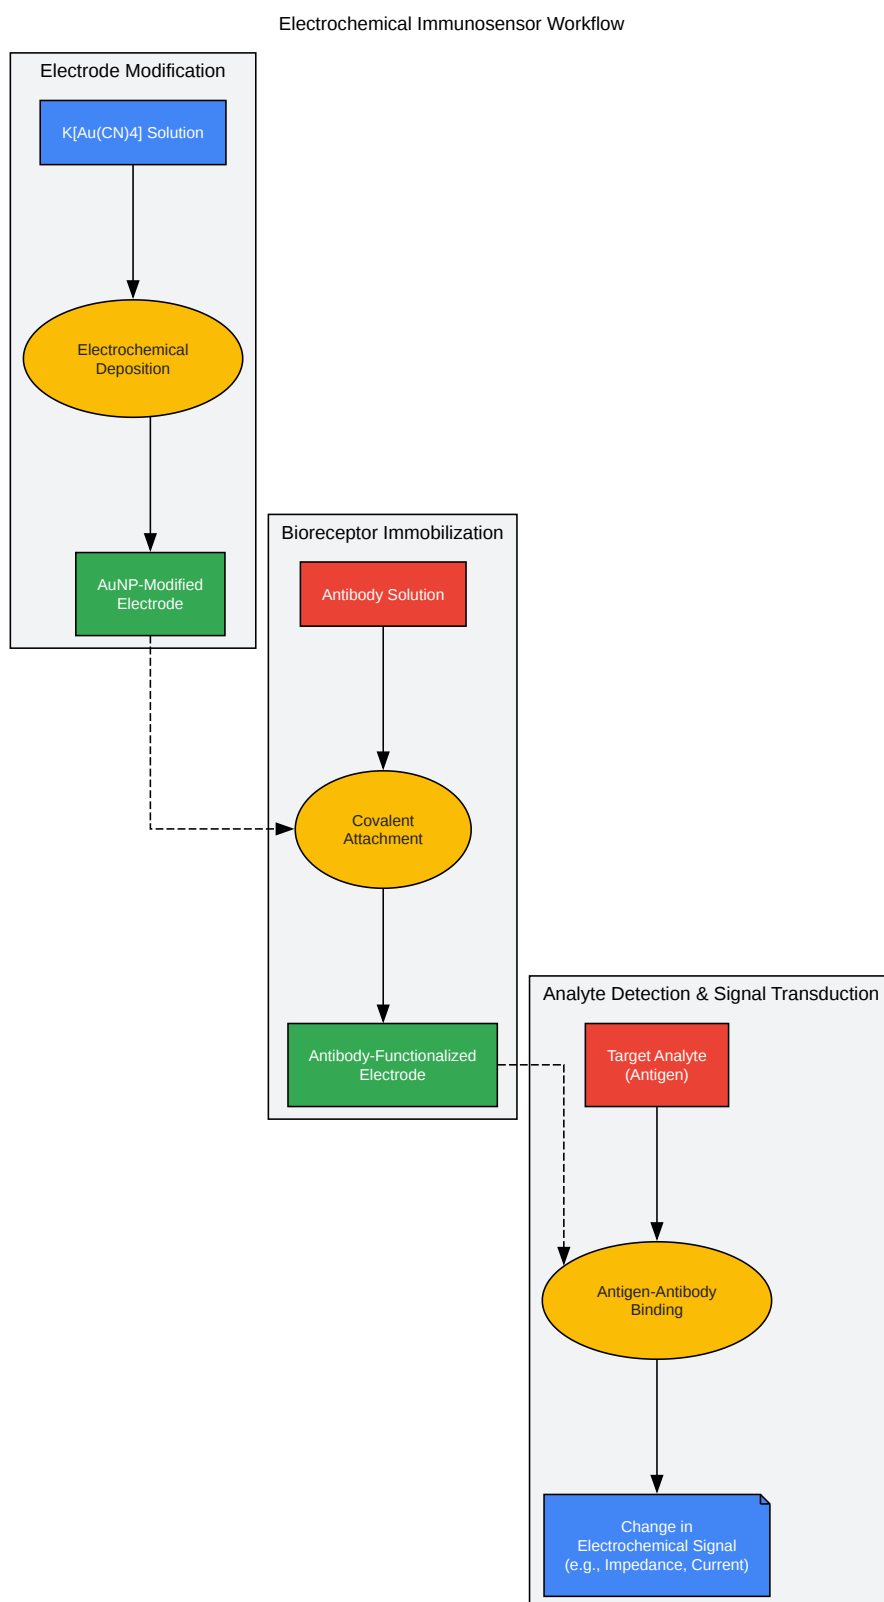 Electrochemical Immunosensor Workflow
Electrode Modification
K[Au(CN)4] Solution
Electrochemical
Deposition
AuNP-Modified
Electrode
Bioreceptor Immobilization
Antibody Solution
Covalent
Attachment
Antibody-Functionalized
Electrode
Analyte Detection & Signal Transduction
Target Analyte
(Antigen)
Antigen-Antibody
Binding
Change in
Electrochemical Signal
(e.g., Impedance, Current)